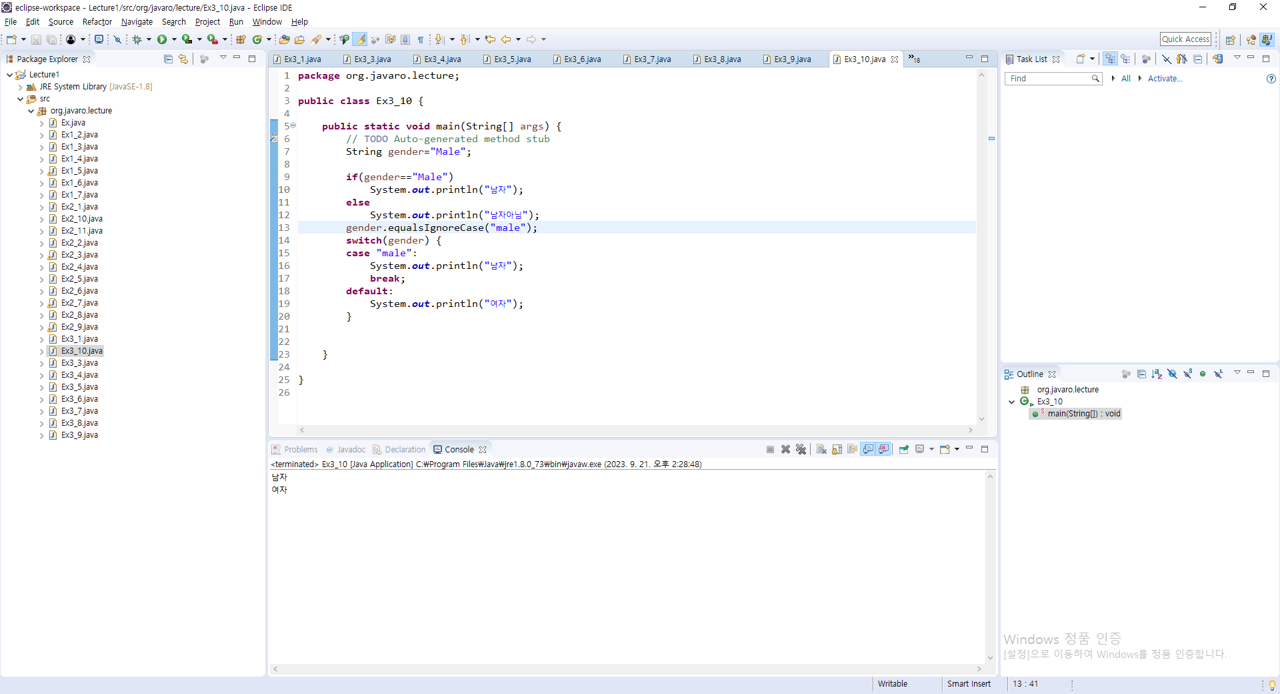 eclipse-workspace - Lecture1/src/org/javaro/lecture/Ex3_10.java - Eclipse IDE
File Edit Source Refactor Navigate Search Project Run Window Help
Quick Access
Package Explorer
Lecture1
JRE System Library [JavaSE-1.8]
src
org.javaro.lecture
Ex.java
Ex1_2.java
Ex1_3.java
Ex1_4.java
Ex1_5.java
Ex1_6.java
Ex1_7.java
Ex2_1.java
Ex2_10.java
Ex2_11.java
Ex2_2.java
Ex2_3.java
Ex2_4.java
Ex2_5.java
Ex2_6.java
Ex2_7.java
Ex2_8.java
Ex2_9.java
Ex3_1.java
Ex3_10.java
Ex3_3.java
Ex3_4.java
Ex3_5.java
Ex3_6.java
Ex3_7.java
Ex3_8.java
Ex3_9.java
Ex3_1.java Ex3_3.java Ex3_4.java Ex3_5.java Ex3_6.java Ex3_7.java Ex3_8.java Ex3_9.java Ex3_10.java »18
1 package org.javaro.lecture;
2
3 public class Ex3_10 {
4
5 public static void main(String[] args) {
6 // TODO Auto-generated method stub
7 String gender="Male";
8
9 if(gender=="Male")
10 System.out.println("남자");
11 else
12 System.out.println("남자아님");
13 gender.equalsIgnoreCase("male");
14 switch(gender) {
15 case "male":
16 System.out.println("남자");
17 break;
18 default:
19 System.out.println("여자");
20 }
21
22
23 }
24
25 }
26
Problems Javadoc Declaration Console
<terminated> Ex3_10 [Java Application] C:₩Program Files₩Java₩jre1.8.0_73₩bin₩javaw.exe (2023. 9. 21. 오후 2:28:48)
남자
여자
Task List
Find All Activate...
Outline
org.javaro.lecture
Ex3_10
main(String[]) : void
Windows 정품 인증
[설정]으로 이동하여 Windows를 정품 인증합니다.
Writable Smart Insert 13 : 41